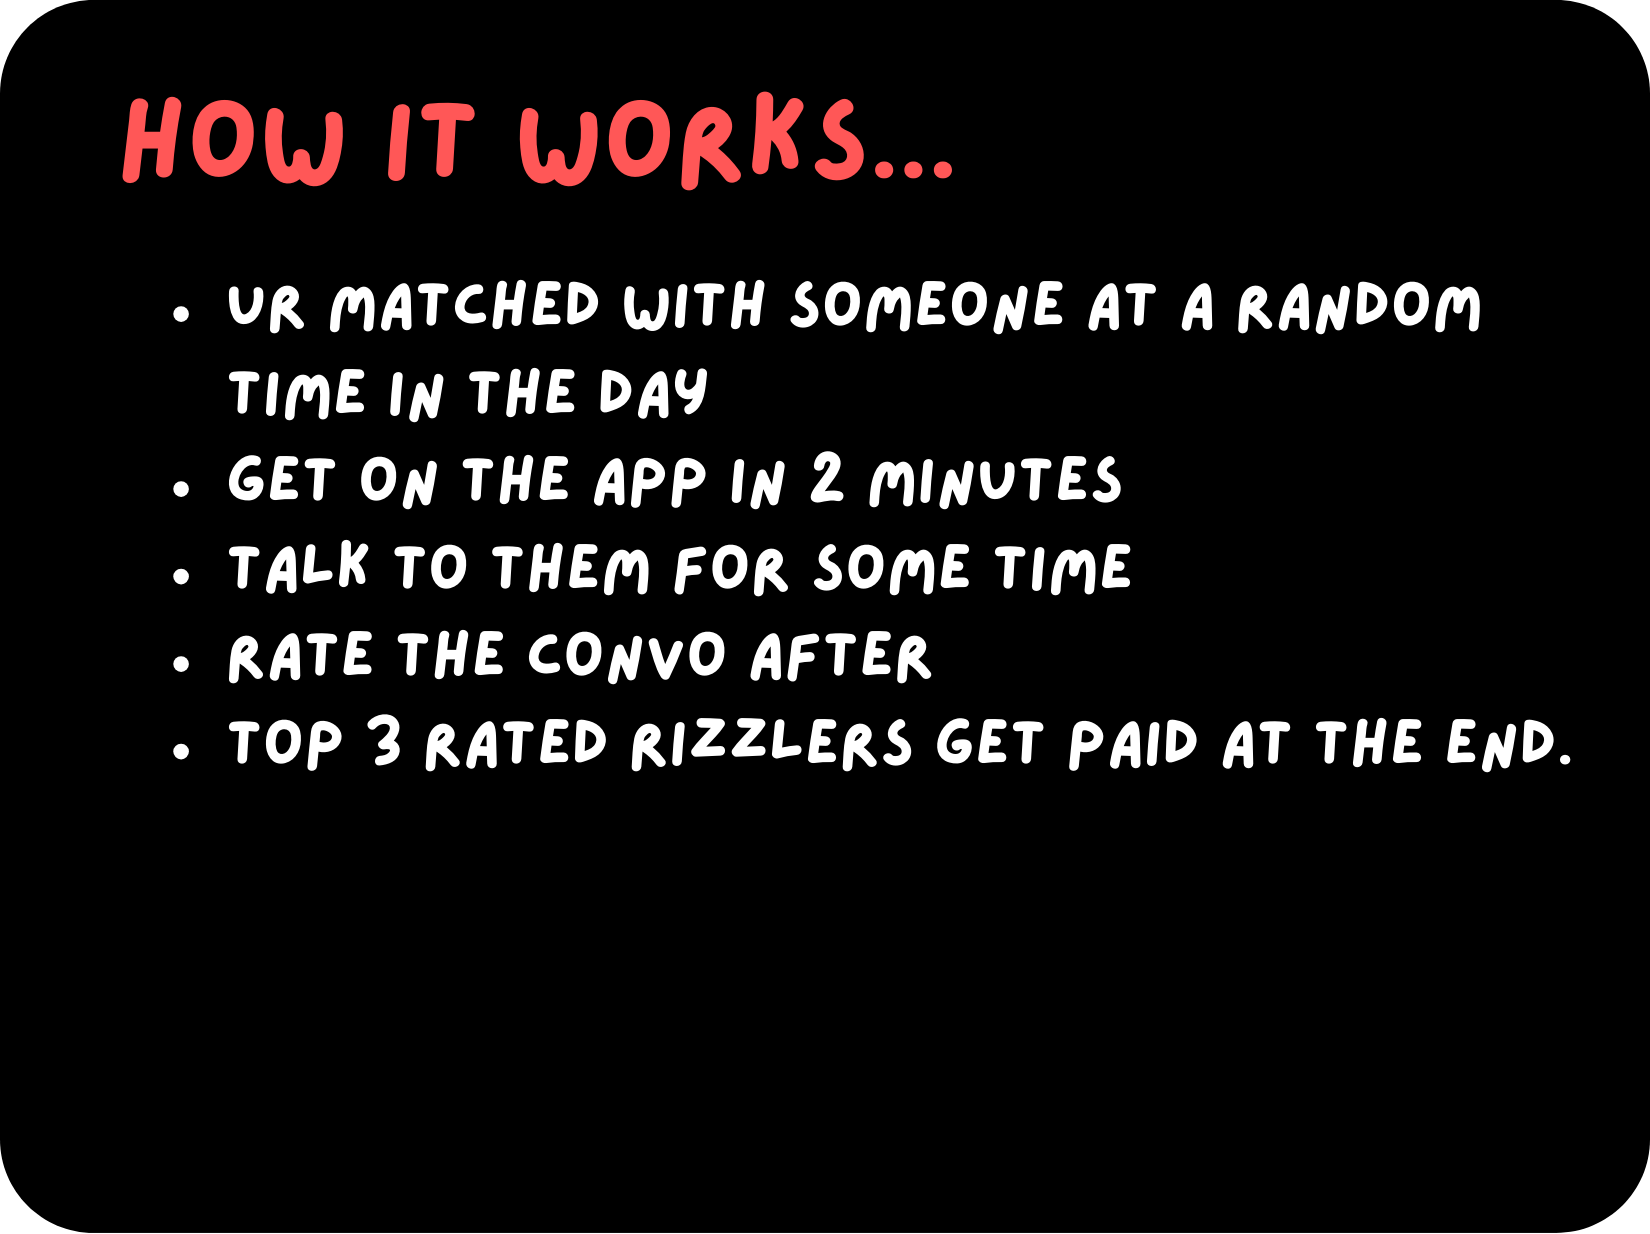 HOW IT WORKS...
• UR MATCHED WITH SOMEONE AT A RANDOM
TIME IN THE DAY
• GET ON THE APP IN 2 MINUTES
• TALK TO THEM FOR SOME TIME
• RATE THE CONVO AFTER
• TOP 3 RATED RIZZLERS GET PAID AT THE END.